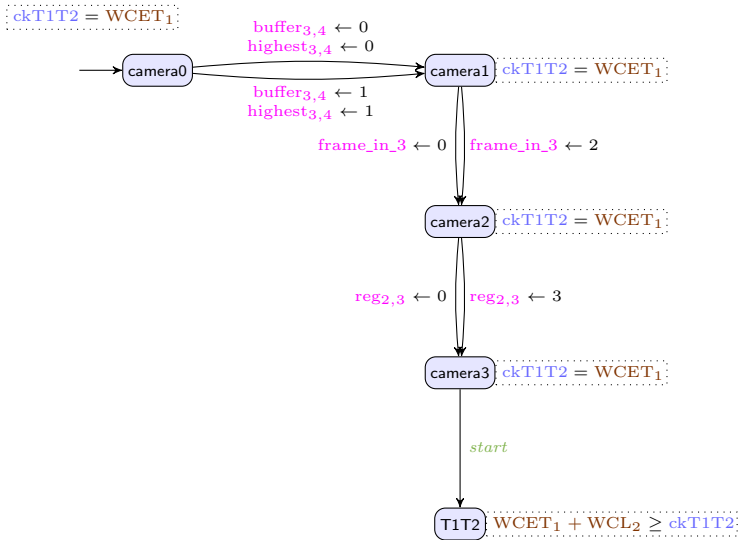 ckT1T2 = WCET₁
buffer₃,₄ ← 0
highest₃,₄ ← 0
camera0
camera1
ckT1T2 = WCET₁
buffer₃,₄ ← 1
highest₃,₄ ← 1
frame_in_3 ← 0
frame_in_3 ← 2
camera2
ckT1T2 = WCET₁
reg₂,₃ ← 0
reg₂,₃ ← 3
camera3
ckT1T2 = WCET₁
start
T1T2
WCET₁ + WCL₂ ≥ ckT1T2